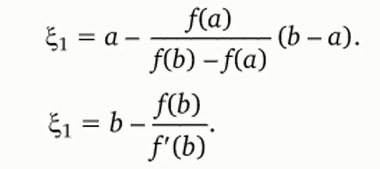 ξ₁ = a − f(a) / (f(b) − f(a)) (b − a).
ξ₁ = b − f(b) / f′(b).